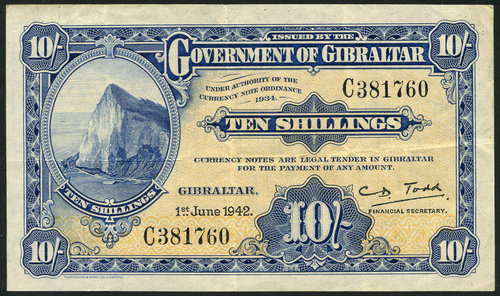 10/-
ISSUED BY THE
10/-
GOVERNMENT OF GIBRALTAR
UNDER AUTHORITY OF THE
CURRENCY NOTE ORDINANCE
1934.
C381760
TEN SHILLINGS
CURRENCY NOTES ARE LEGAL TENDER IN GIBRALTAR
FOR THE PAYMENT OF ANY AMOUNT.
TEN SHILLINGS
GIBRALTAR,
1st June 1942.
C381760
10/-
C. D. Todd
FINANCIAL SECRETARY.
10/-
10/-